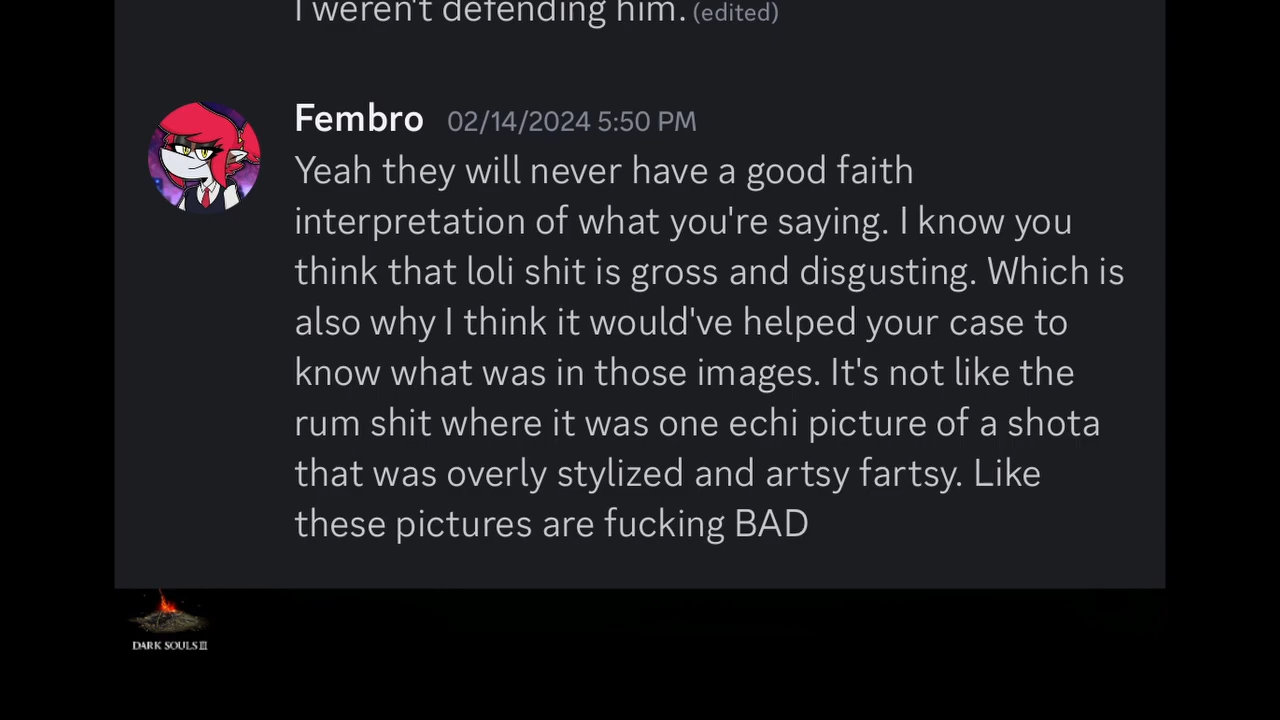 I weren't defending him. (edited)
Fembro 02/14/2024 5:50 PM
Yeah they will never have a good faith
interpretation of what you're saying. I know you
think that loli shit is gross and disgusting. Which is
also why I think it would've helped your case to
know what was in those images. It's not like the
rum shit where it was one echi picture of a shota
that was overly stylized and artsy fartsy. Like
these pictures are fucking BAD
DARK SOULS III